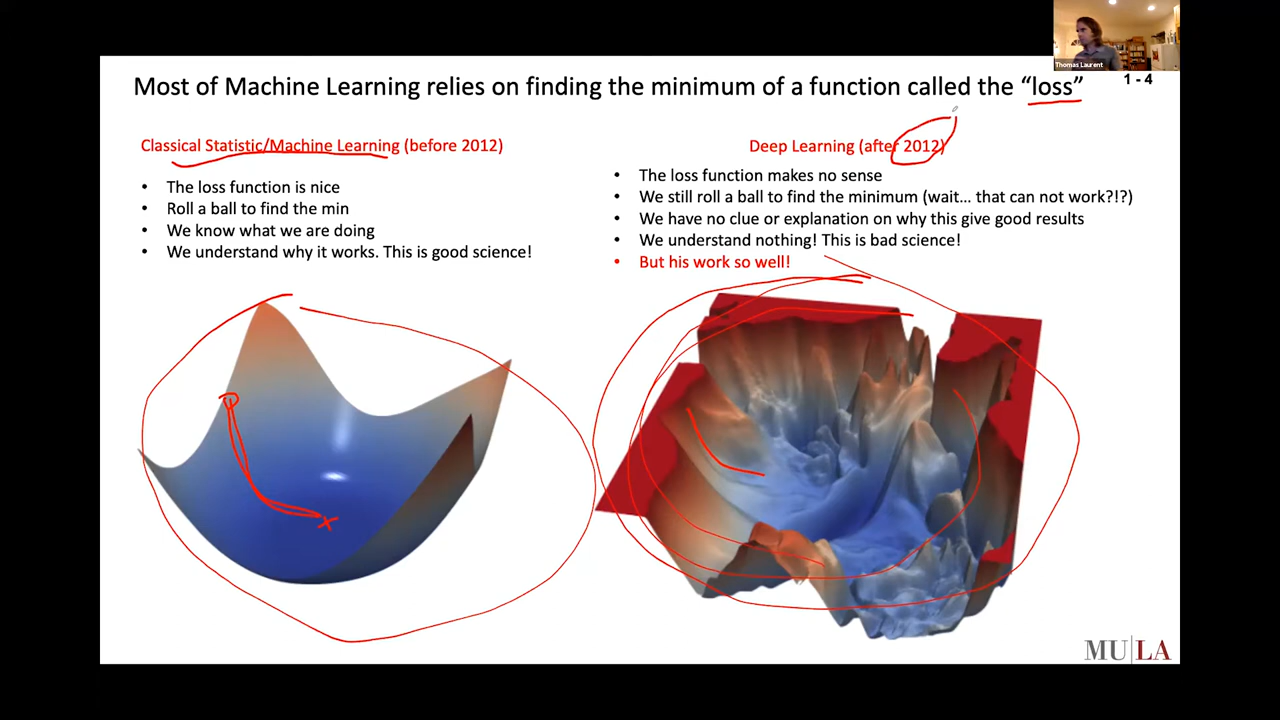 Thomas Laurent
Most of Machine Learning relies on finding the minimum of a function called the “loss”
1 - 4
Classical Statistic/Machine Learning (before 2012)
• The loss function is nice
• Roll a ball to find the min
• We know what we are doing
• We understand why it works. This is good science!
Deep Learning (after 2012)
• The loss function makes no sense
• We still roll a ball to find the minimum (wait... that can not work?!?)
• We have no clue or explanation on why this give good results
• We understand nothing! This is bad science!
• But his work so well!
MU|LA